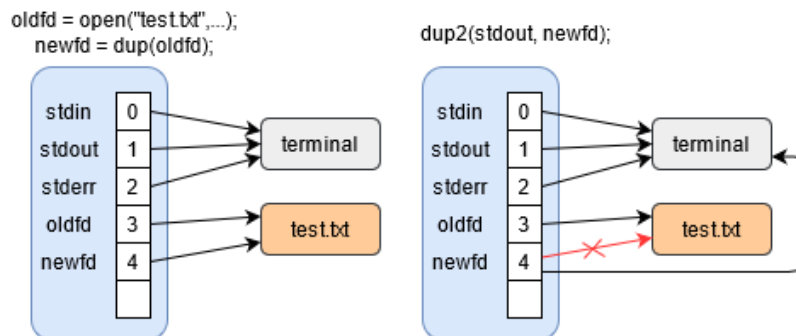 oldfd = open("test.txt",...);
newfd = dup(oldfd);
stdin 0
stdout 1
stderr 2
oldfd 3
newfd 4
terminal
test.txt
dup2(stdout, newfd);
stdin 0
stdout 1
stderr 2
oldfd 3
newfd 4
terminal
test.txt